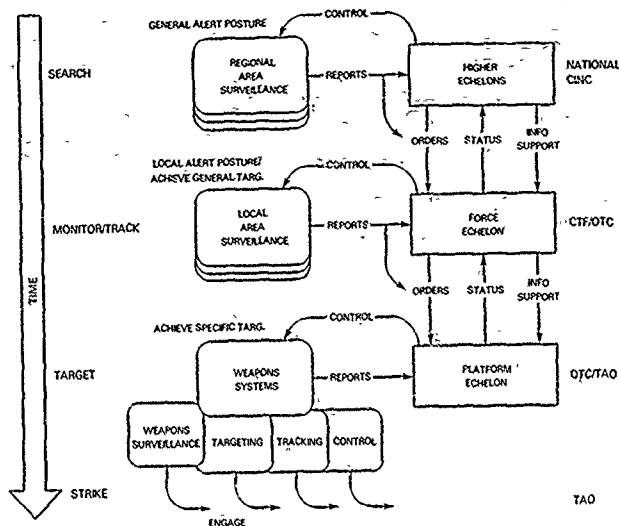 GENERAL ALERT POSTURE
CONTROL
SEARCH
REGIONAL
AREA
SURVEILLANCE
REPORTS
HIGHER
ECHELONS
NATIONAL
CINC
ORDERS
STATUS
INFO
SUPPORT
LOCAL ALERT POSTURE/
ACHIEVE GENERAL TARG.
CONTROL
MONITOR/TRACK
LOCAL
AREA
SURVEILLANCE
REPORTS
FORCE
ECHELON
CTF/OTC
TIME
ORDERS
STATUS
INFO
SUPPORT
ACHIEVE SPECIFIC TARG.
CONTROL
TARGET
WEAPONS
SYSTEMS
REPORTS
PLATFORM
ECHELON
OTC/TAO
WEAPONS
SURVEILLANCE
TARGETING
TRACKING
CONTROL
STRIKE
ENGAGE
TAO